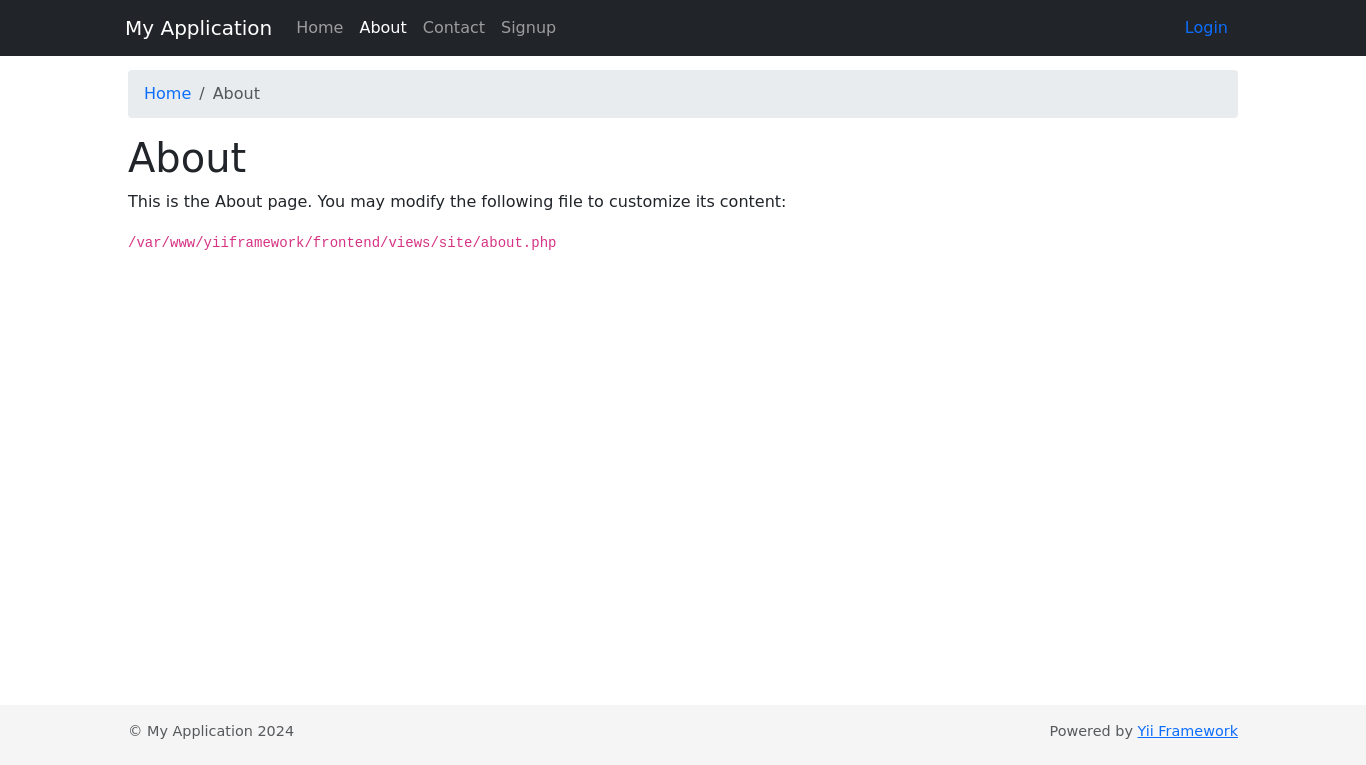 My Application Home About Contact Signup Login
Home / About
About
This is the About page. You may modify the following file to customize its content:
/var/www/yiiframework/frontend/views/site/about.php
© My Application 2024 Powered by Yii Framework